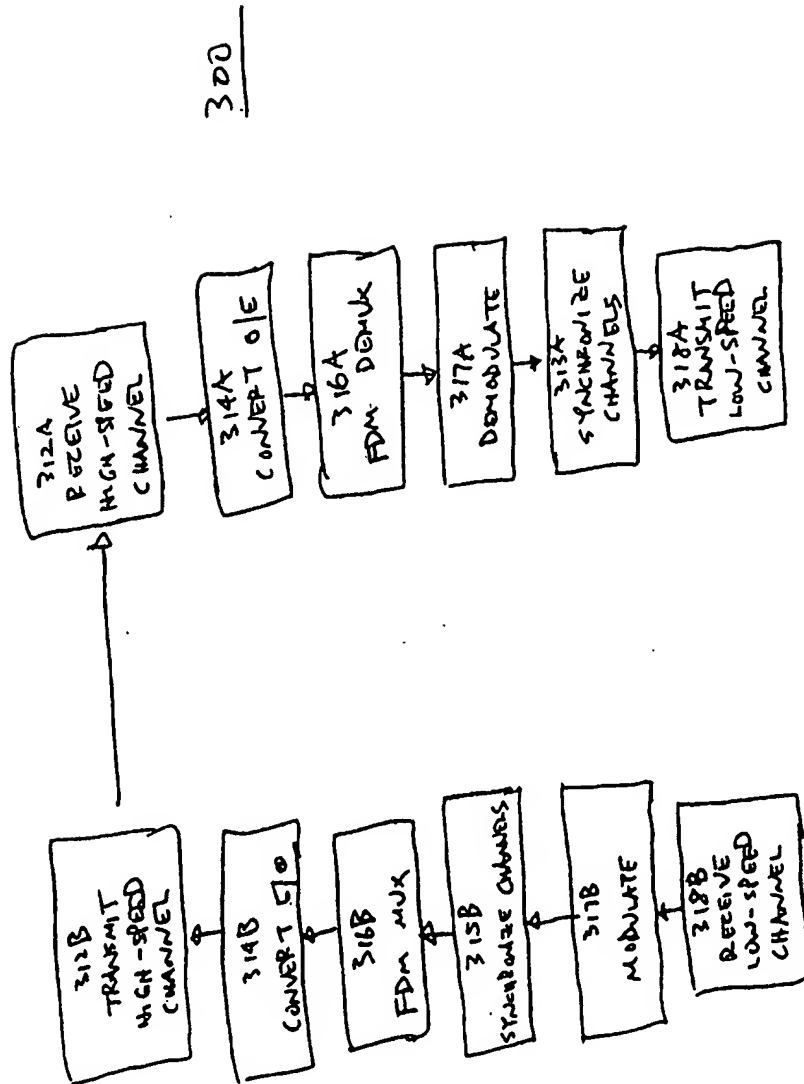 300
312A
RECEIVE
HIGH-SPEED
CHANNEL
314A
CONVERT O/E
316A
FDM DEMUX
317A
DEMODULATE
313A
SYNCHRONIZE
CHANNELS
318A
TRANSMIT
LOW-SPEED
CHANNEL
312B
TRANSMIT
HIGH-SPEED
CHANNEL
314B
CONVERT E/O
316B
FDM MUX
315B
SYNCHRONIZE CHANNELS
317B
MODULATE
318B
RECEIVE
LOW-SPEED
CHANNEL